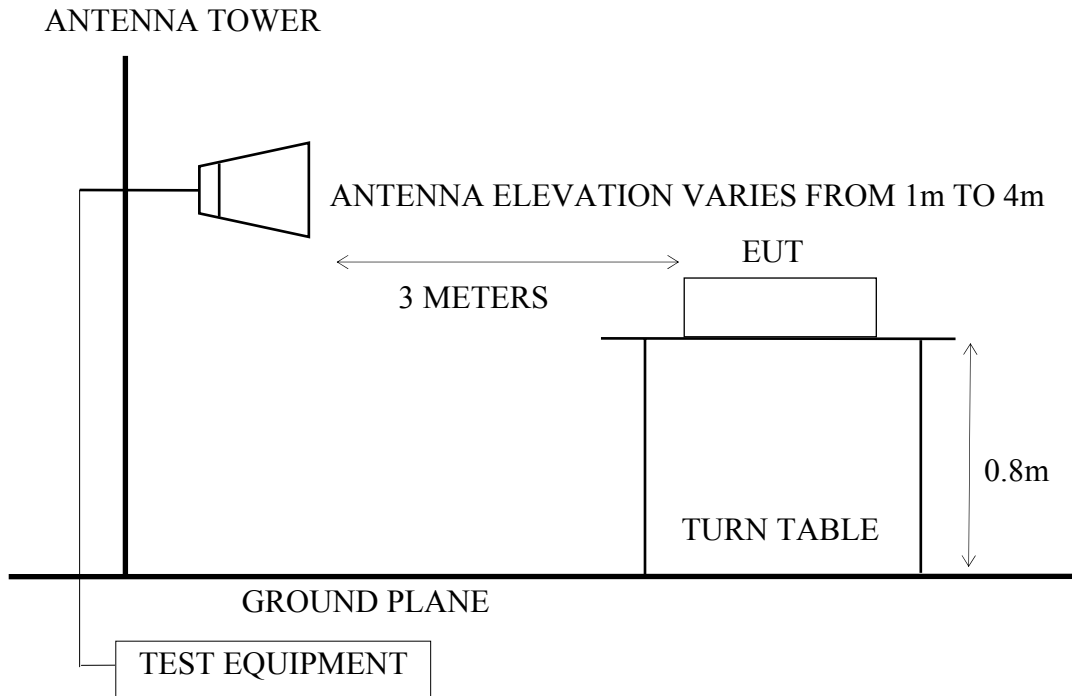 ANTENNA TOWER
ANTENNA ELEVATION VARIES FROM 1m TO 4m
EUT
3 METERS
0.8m
TURN TABLE
GROUND PLANE
TEST EQUIPMENT